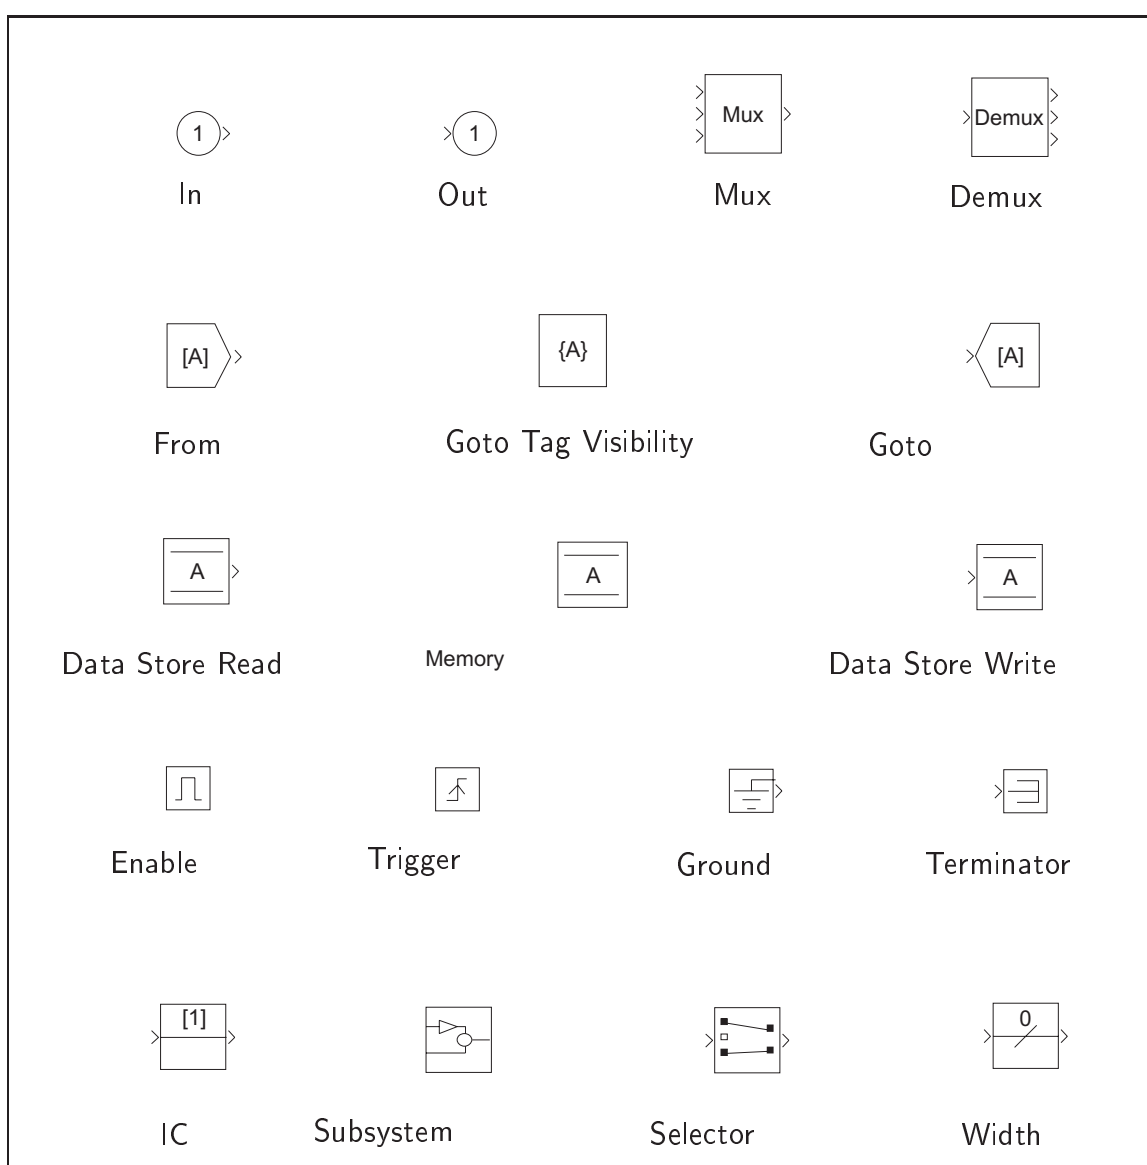 1 1 Mux Demux
In Out Mux Demux
[A] {A} [A]
From Goto Tag Visibility Goto
A A A
Data Store Read Memory Data Store Write
Enable Trigger Ground Terminator
[1] 0
IC Subsystem Selector Width